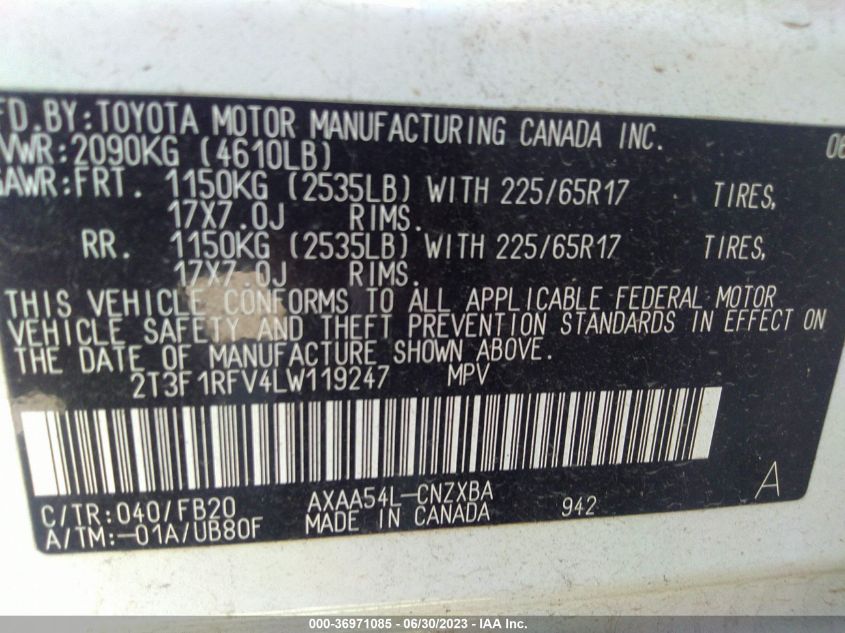 FD.BY:TOYOTA MOTOR MANUFACTURING CANADA INC. 06
VWR:2090KG (4610LB)
GAWR:FRT. 1150KG (2535LB) WITH 225/65R17 TIRES,
17X7.0J RIMS.
RR. 1150KG (2535LB) WITH 225/65R17 TIRES,
17X7.0J RIMS.
THIS VEHICLE CONFORMS TO ALL APPLICABLE FEDERAL MOTOR
VEHICLE SAFETY AND THEFT PREVENTION STANDARDS IN EFFECT ON
THE DATE OF MANUFACTURE SHOWN ABOVE.
2T3F1RFV4LW119247 MPV
C/TR:040/FB20 AXAA54L-CNZXBA A
A/TM:-01A/UB80F MADE IN CANADA 942
000-36971085 - 06/30/2023 - IAA Inc.